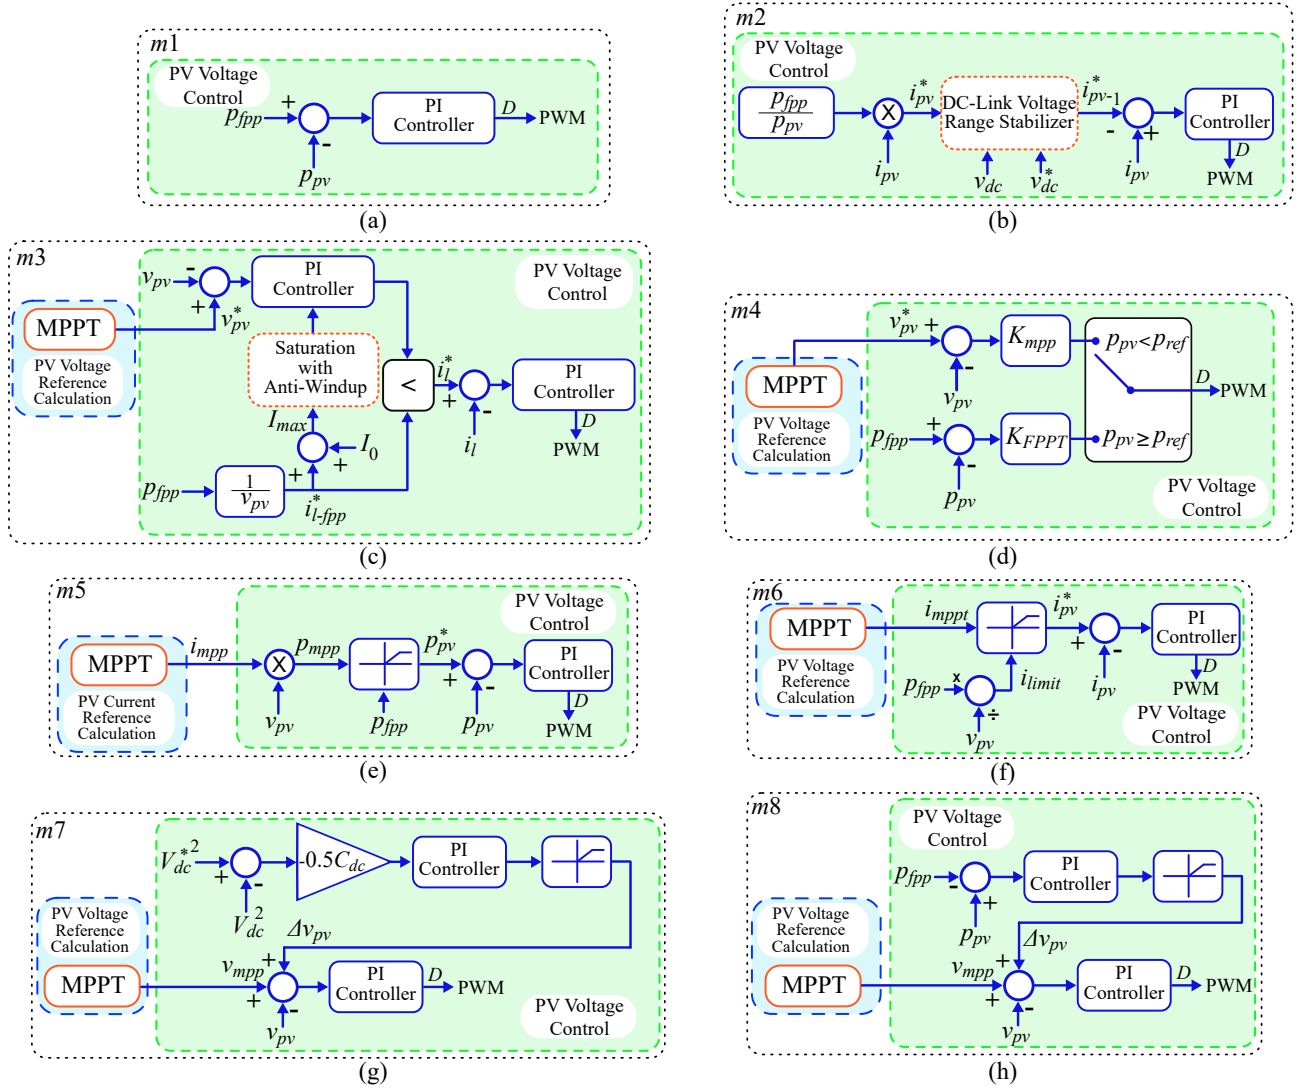 m1
PV Voltage
Control
p_fpp
+
-
p_pv
PI
Controller
D
PWM
(a)
m2
PV Voltage
Control
p_fpp
p_pv
X
i_pv
i*_pv
DC-Link Voltage
Range Stabilizer
v_dc
v*_dc
i*_pv-1
-
+
i_pv
PI
Controller
D
PWM
(b)
m3
MPPT
PV Voltage
Reference
Calculation
v_pv
-
+
v*_pv
PI
Controller
PV Voltage
Control
Saturation
with
Anti-Windup
I_max
I_0
+
+
p_fpp
1
v_pv
i*_l-fpp
<
i*_l
+
-
i_l
PI
Controller
D
PWM
(c)
m4
MPPT
PV Voltage
Reference
Calculation
v*_pv
+
-
v_pv
K_mpp
p_pv<p_ref
D
PWM
p_fpp
+
-
p_pv
K_FPPT
p_pv ≥ p_ref
PV Voltage
Control
(d)
m5
MPPT
PV Current
Reference
Calculation
i_mpp
X
v_pv
p_mpp
p_fpp
p*_pv
+
-
p_pv
PV Voltage
Control
PI
Controller
D
PWM
(e)
m6
MPPT
PV Voltage
Reference
Calculation
i_mppt
p_fpp
x
÷
v_pv
i_limit
i*_pv
+
-
i_pv
PI
Controller
D
PWM
PV Voltage
Control
(f)
m7
V*_dc^2
+
-
V_dc^2
-0.5C_dc
PI
Controller
PV Voltage
Reference
Calculation
MPPT
Δv_pv
v_mpp
+
+
-
v_pv
PI
Controller
D
PWM
PV Voltage
Control
(g)
m8
PV Voltage
Control
p_fpp
-
+
p_pv
PI
Controller
PV Voltage
Reference
Calculation
MPPT
Δv_pv
v_mpp
+
+
-
v_pv
PI
Controller
D
PWM
(h)